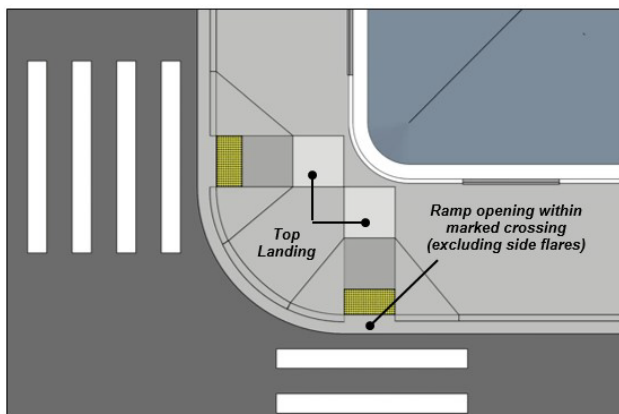 Top
Landing
Ramp opening within
marked crossing
(excluding side flares)